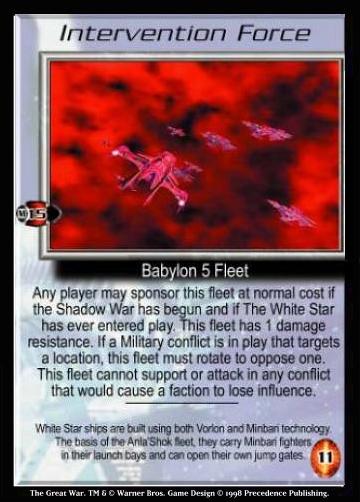 Intervention Force
15
Babylon 5 Fleet
Any player may sponsor this fleet at normal cost if
the Shadow War has begun and if The White Star
has ever entered play. This fleet has 1 damage
resistance. If a Military conflict is in play that targets
a location, this fleet must rotate to oppose one.
This fleet cannot support or attack in any conflict
that would cause a faction to lose influence.
White Star ships are built using both Vorlon and Minbari technology.
The basis of the Anla'Shok fleet, they carry Minbari fighters
in their launch bays and can open their own jump gates.
11
The Great War. TM & © Warner Bros. Game Design © 1998 Precedence Publishing.